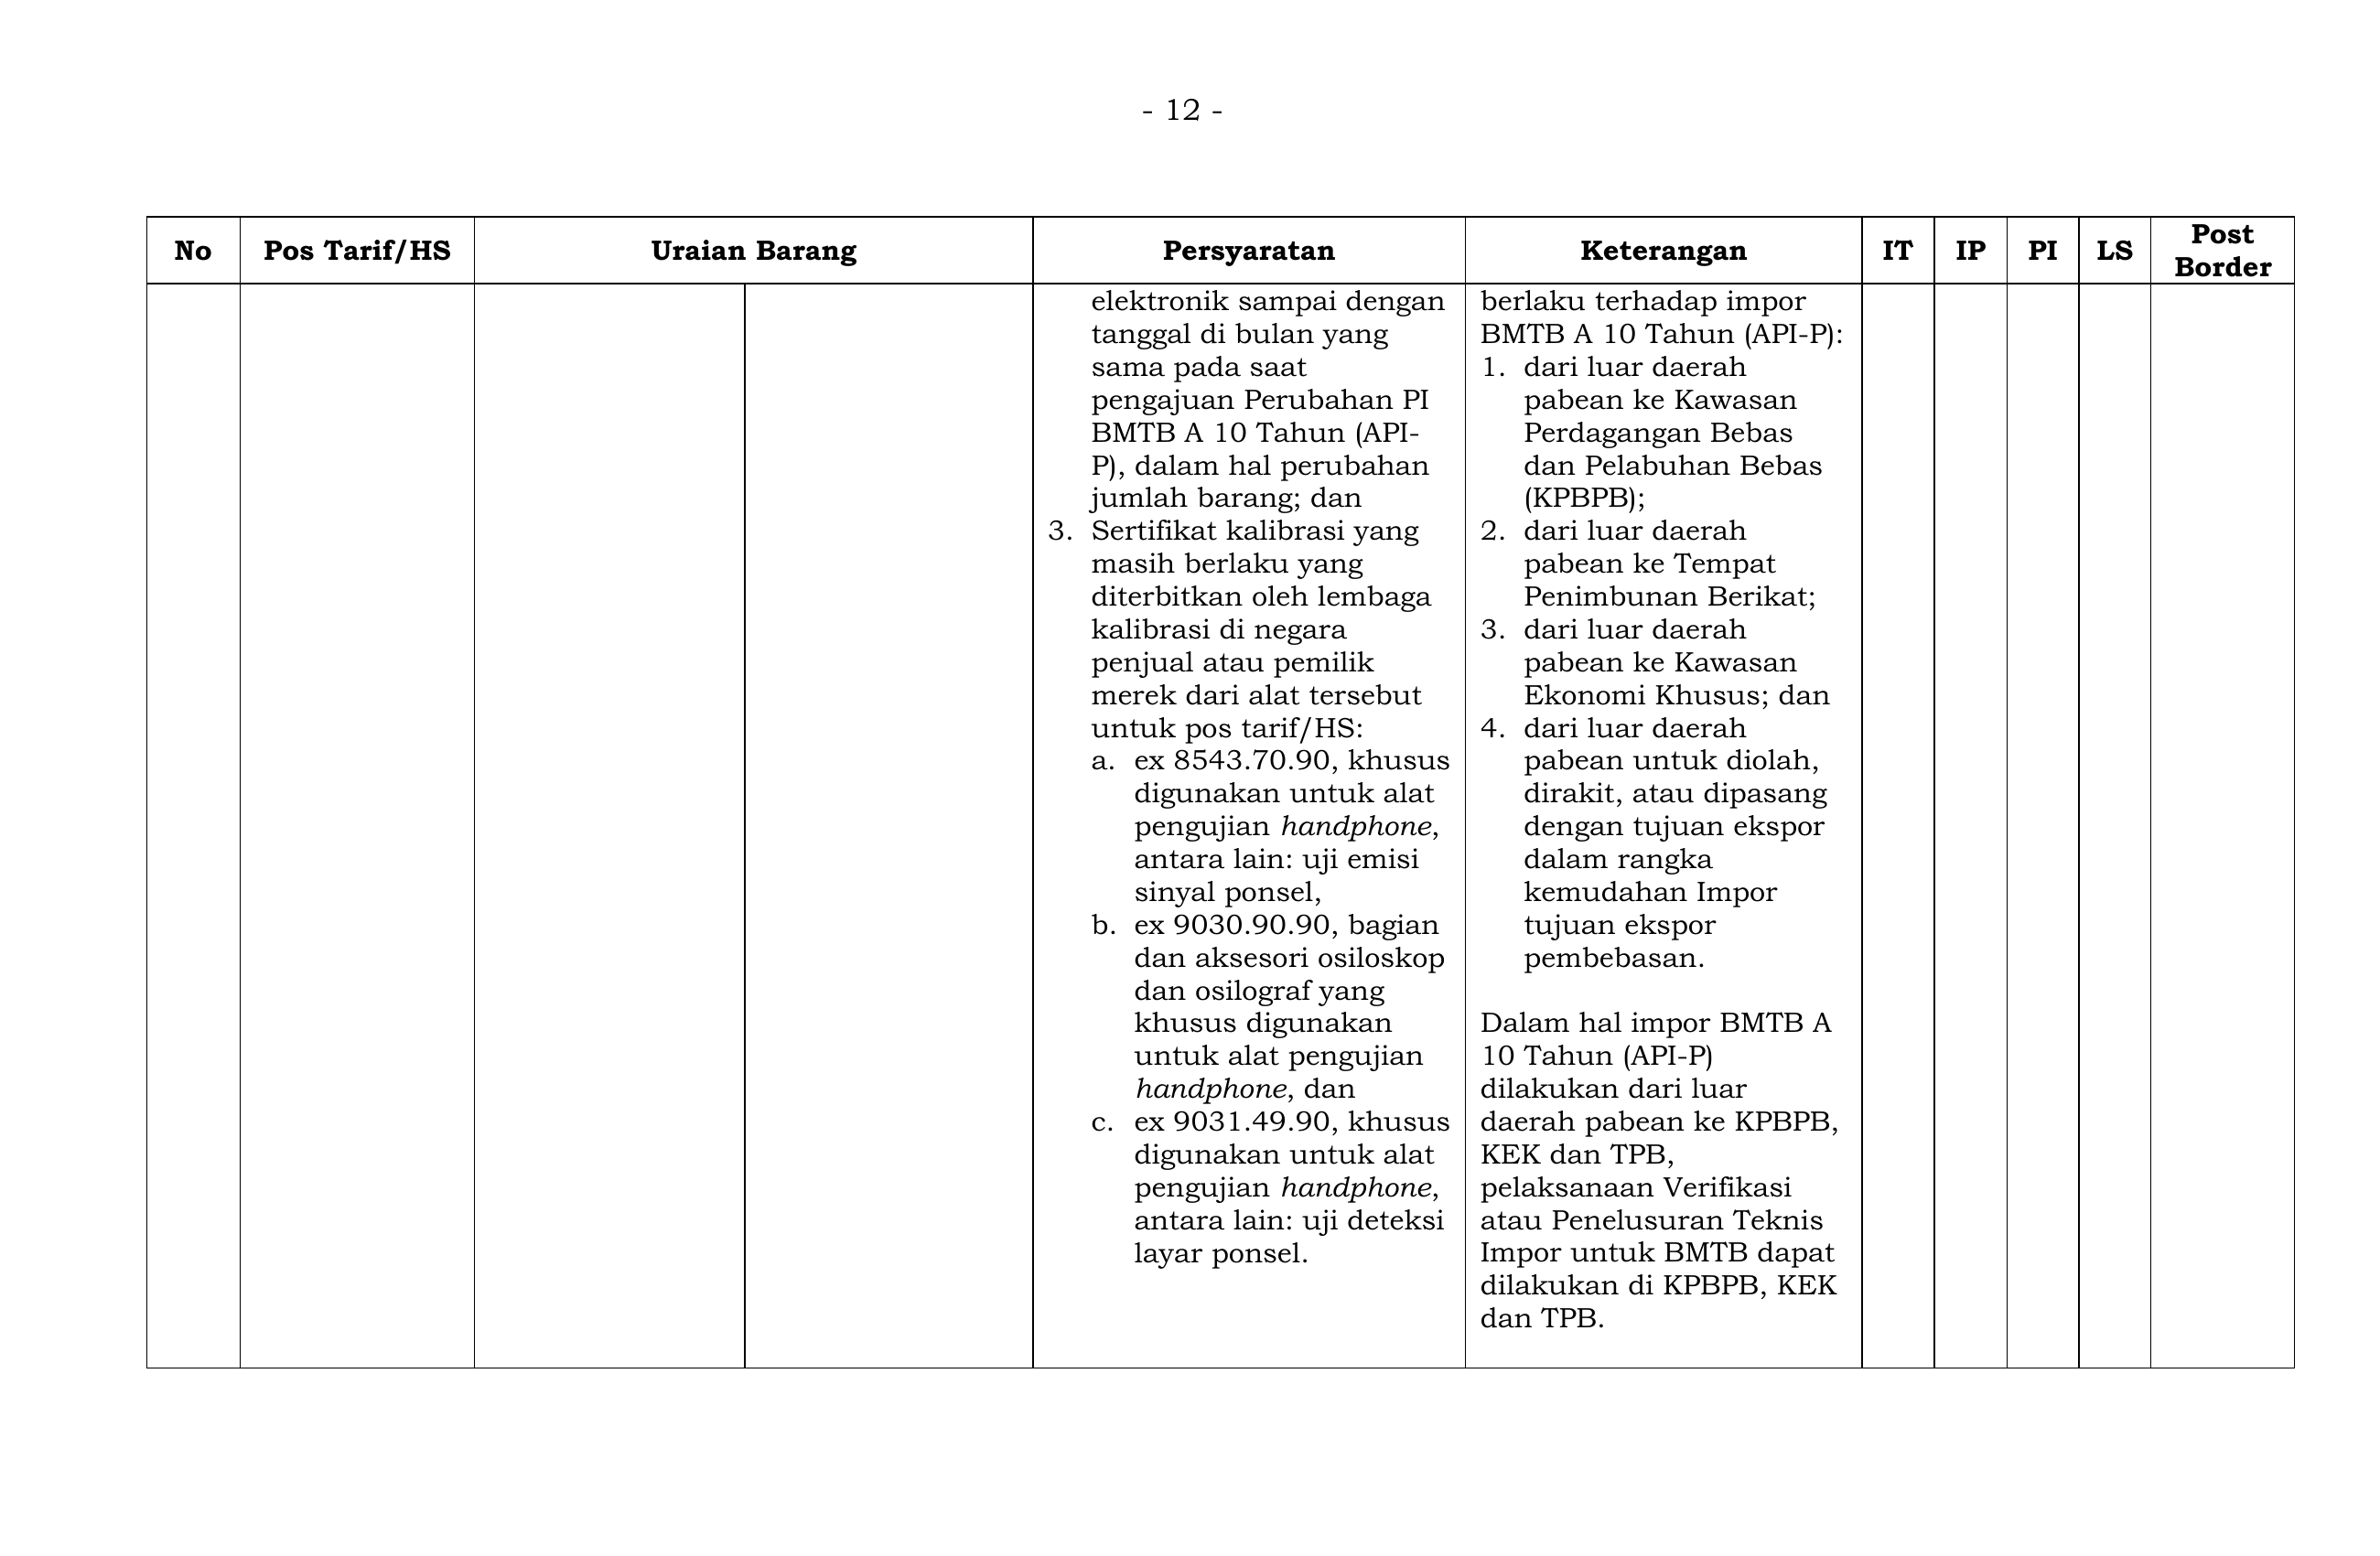 - 12 -
No
Pos Tarif/HS
Uraian Barang
Persyaratan
Keterangan
IT
IP
PI
LS
Post
Border
elektronik sampai dengan
tanggal di bulan yang
sama pada saat
pengajuan Perubahan PI
BMTB A 10 Tahun (API-
P), dalam hal perubahan
jumlah barang; dan
3. Sertifikat kalibrasi yang
masih berlaku yang
diterbitkan oleh lembaga
kalibrasi di negara
penjual atau pemilik
merek dari alat tersebut
untuk pos tarif/HS:
a. ex 8543.70.90, khusus
digunakan untuk alat
pengujian handphone,
antara lain: uji emisi
sinyal ponsel,
b. ex 9030.90.90, bagian
dan aksesori osiloskop
dan osilograf yang
khusus digunakan
untuk alat pengujian
handphone, dan
c. ex 9031.49.90, khusus
digunakan untuk alat
pengujian handphone,
antara lain: uji deteksi
layar ponsel.
berlaku terhadap impor
BMTB A 10 Tahun (API-P):
1. dari luar daerah
pabean ke Kawasan
Perdagangan Bebas
dan Pelabuhan Bebas
(KPBPB);
2. dari luar daerah
pabean ke Tempat
Penimbunan Berikat;
3. dari luar daerah
pabean ke Kawasan
Ekonomi Khusus; dan
4. dari luar daerah
pabean untuk diolah,
dirakit, atau dipasang
dengan tujuan ekspor
dalam rangka
kemudahan Impor
tujuan ekspor
pembebasan.
Dalam hal impor BMTB A
10 Tahun (API-P)
dilakukan dari luar
daerah pabean ke KPBPB,
KEK dan TPB,
pelaksanaan Verifikasi
atau Penelusuran Teknis
Impor untuk BMTB dapat
dilakukan di KPBPB, KEK
dan TPB.